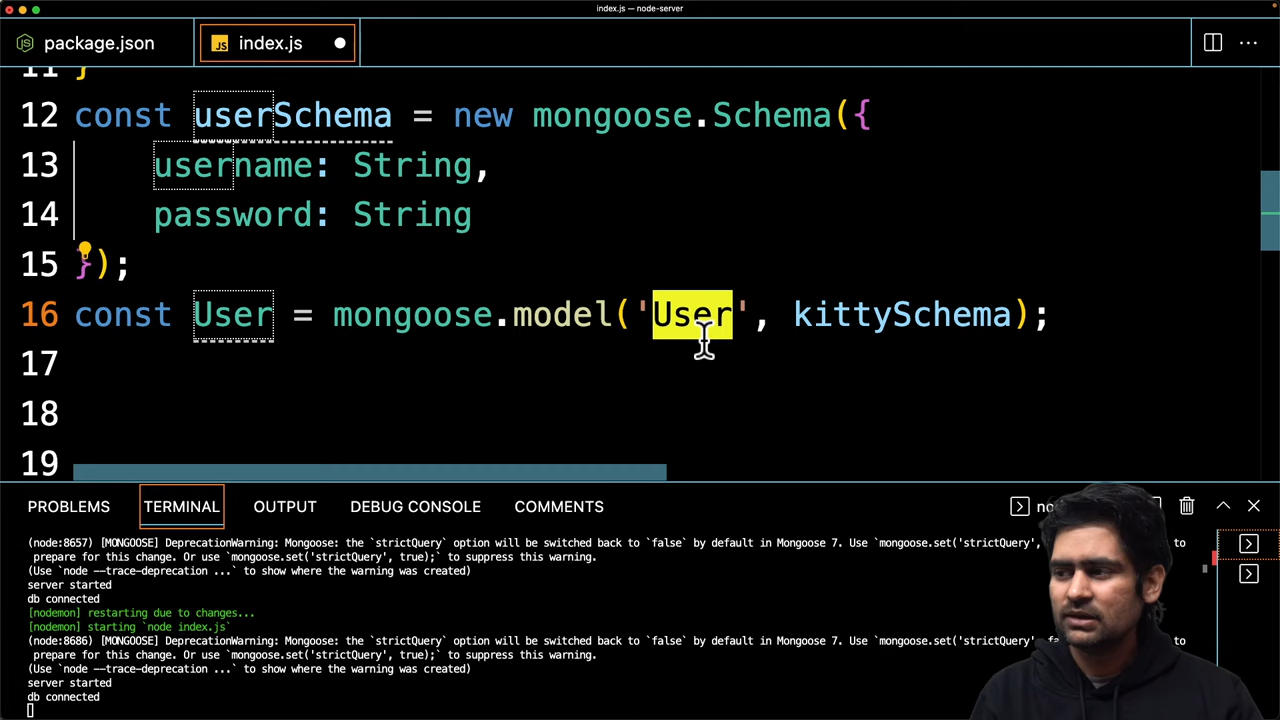 index.js — node-server
package.json
JS index.js
11 }
12 const userSchema = new mongoose.Schema({
13 username: String,
14 password: String
15 });
16 const User = mongoose.model('User', kittySchema);
17
18
19
PROBLEMS TERMINAL OUTPUT DEBUG CONSOLE COMMENTS
(node:8657) [MONGOOSE] DeprecationWarning: Mongoose: the `strictQuery` option will be switched back to `false` by default in Mongoose 7. Use `mongoose.set('strictQuery', to
prepare for this change. Or use `mongoose.set('strictQuery', true);` to suppress this warning.
(Use `node --trace-deprecation ...` to show where the warning was created)
server started
db connected
[nodemon] restarting due to changes...
[nodemon] starting `node index.js`
(node:8686) [MONGOOSE] DeprecationWarning: Mongoose: the `strictQuery` option will be switched back to `false` by default in Mongoose 7. Use `mongoose.set('strictQuery', to
prepare for this change. Or use `mongoose.set('strictQuery', true);` to suppress this warning.
(Use `node --trace-deprecation ...` to show where the warning was created)
server started
db connected